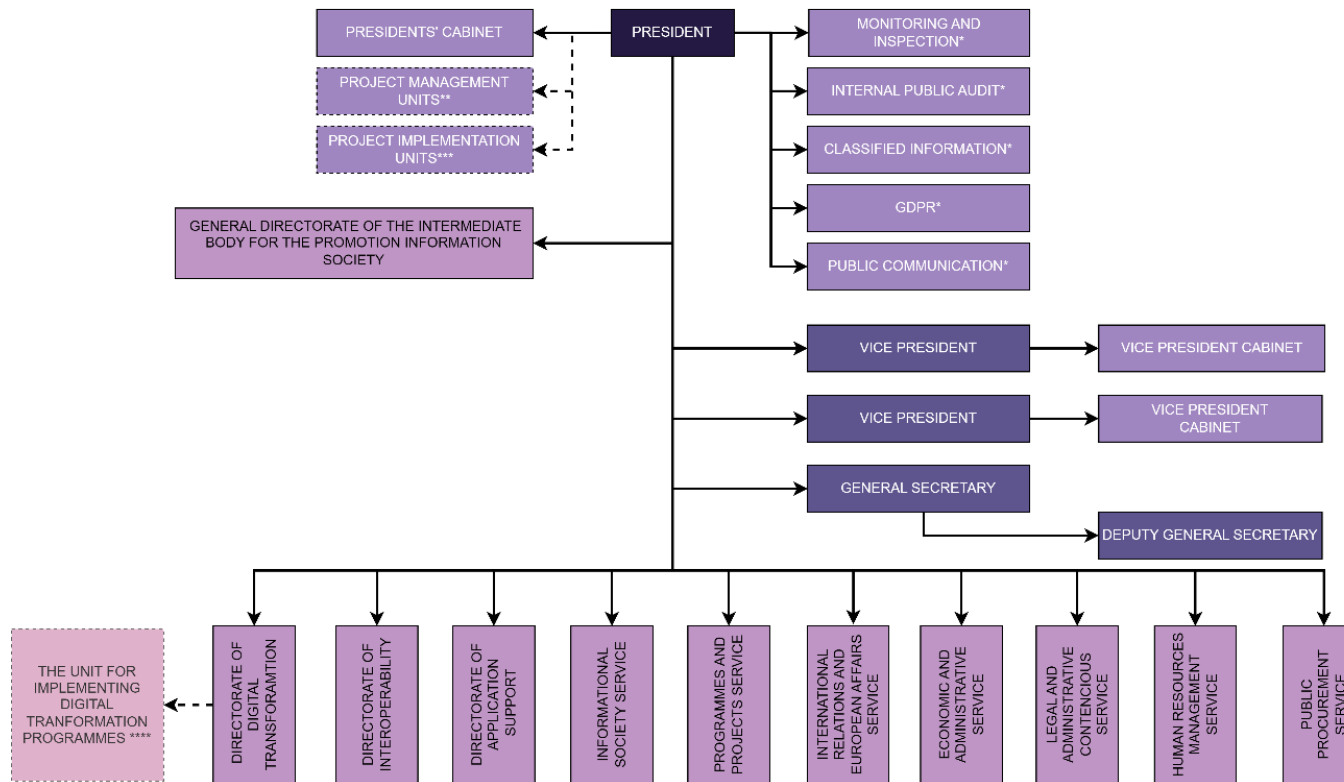 PRESIDENTS' CABINET
PRESIDENT
MONITORING AND
INSPECTION*
PROJECT MANAGEMENT
UNITS**
INTERNAL PUBLIC AUDIT*
PROJECT IMPLEMENTATION
UNITS***
CLASSIFIED INFORMATION*
GDPR*
GENERAL DIRECTORATE OF THE INTERMEDIATE
BODY FOR THE PROMOTION INFORMATION
SOCIETY
PUBLIC COMMUNICATION*
VICE PRESIDENT
VICE PRESIDENT CABINET
VICE PRESIDENT
VICE PRESIDENT
CABINET
GENERAL SECRETARY
DEPUTY GENERAL SECRETARY
THE UNIT FOR
IMPLEMENTING
DIGITAL
TRANFORMATION
PROGRAMMES ****
DIRECTORATE OF
DIGITAL
TRANSFORAMTION
DIRECTORATE OF
INTEROPERABILITY
DIRECTORATE OF
APPLICATION
SUPPORT
INFORMATIONAL
SOCIETY SERVICE
PROGRAMMES AND
PROJECTS SERVICE
INTERNATIONAL
RELATIONS AND
EUROPEAN AFFAIRS
SERVICE
ECONOMIC AND
ADMINISTRATIVE
SERVICE
LEGAL AND
ADMINISTRATIVE
CONTENCIOUS
SERVICE
HUMAN RESOURCES
MANAGEMENT
SERVICE
PUBLIC
PROCUREMENT
SERVICE